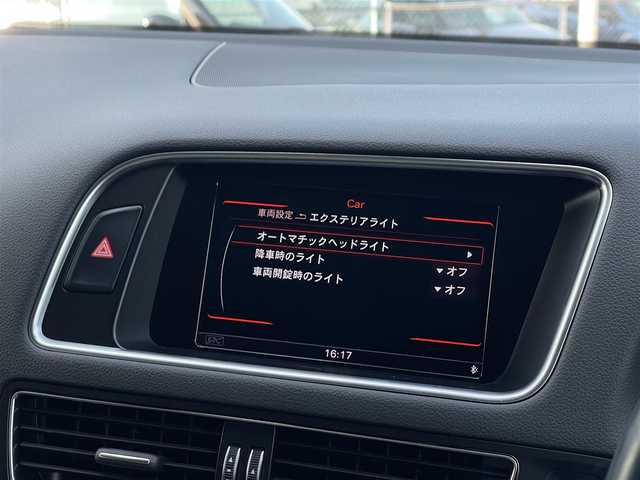 Car
車両設定 エクステリアライト
オートマチックヘッドライト
降車時のライト オフ
車両開錠時のライト オフ
16:17